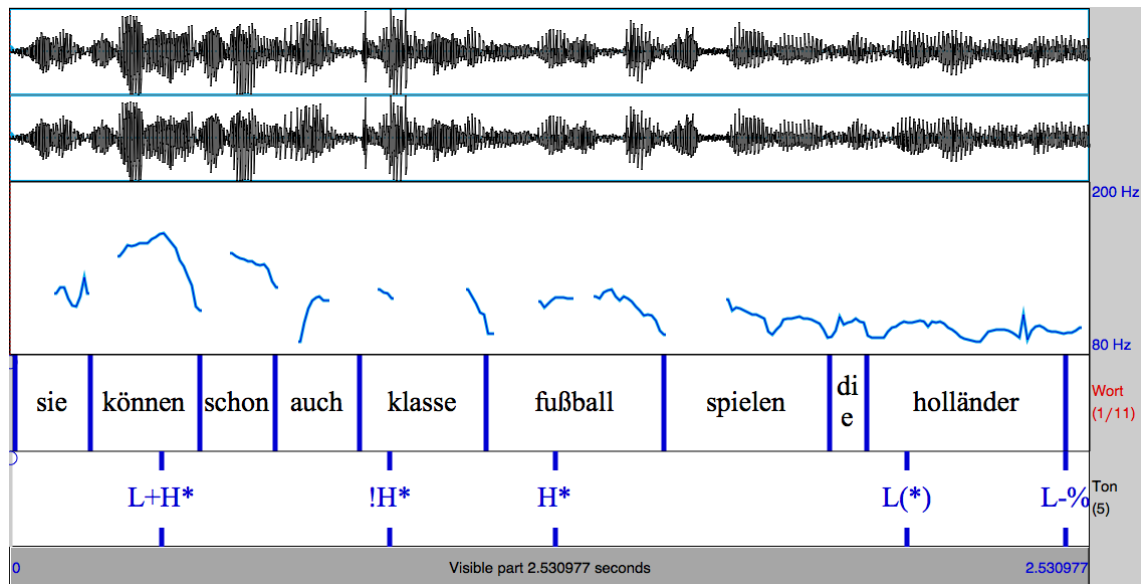 200 Hz
80 Hz
sie können schon auch klasse fußball spielen di holländer
e
Wort
(1/11)
L+H* !H* H* L(*) L-%
Ton
(5)
0 Visible part 2.530977 seconds 2.530977